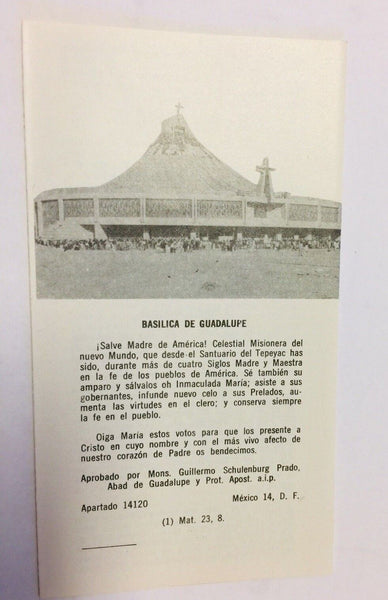 BASILICA DE GUADALUPE
¡Salve Madre de América! Celestial Misionera del
nuevo Mundo, que desde el Santuario del Tepeyac has
sido, durante más de cuatro Siglos Madre y Maestra
en la fe de los pueblos de América. Sé también su
amparo y sálvalos oh Inmaculada María; asiste a sus
gobernantes, infunde nuevo celo a sus Prelados, au-
menta las virtudes en el clero; y conserva siempre
la fe en el pueblo.
Oiga María estos votos para que los presente a
Cristo en cuyo nombre y con el más vivo afecto de
nuestro corazón de Padre os bendecimos.
Aprobado por Mons. Guillermo Schulenburg Prado,
Abad de Guadalupe y Prot. Apost. a.i.p.
Apartado 14120 México 14, D. F.
(1) Mat. 23, 8.